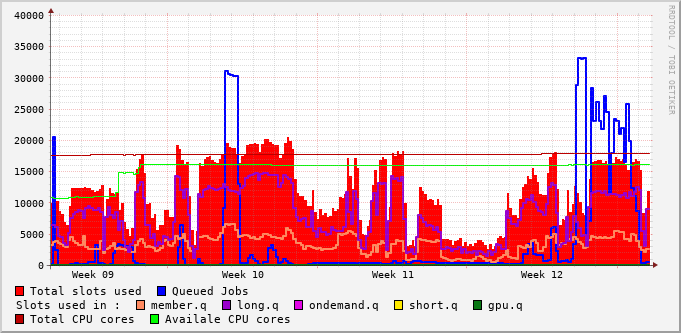 40000
35000
30000
25000
20000
15000
10000
5000
0
Week 09 Week 10 Week 11 Week 12
RRDTOOL / TOBI OETIKER
Total slots used Queued Jobs
Slots used in : member.q long.q ondemand.q short.q gpu.q
Total CPU cores Availale CPU cores